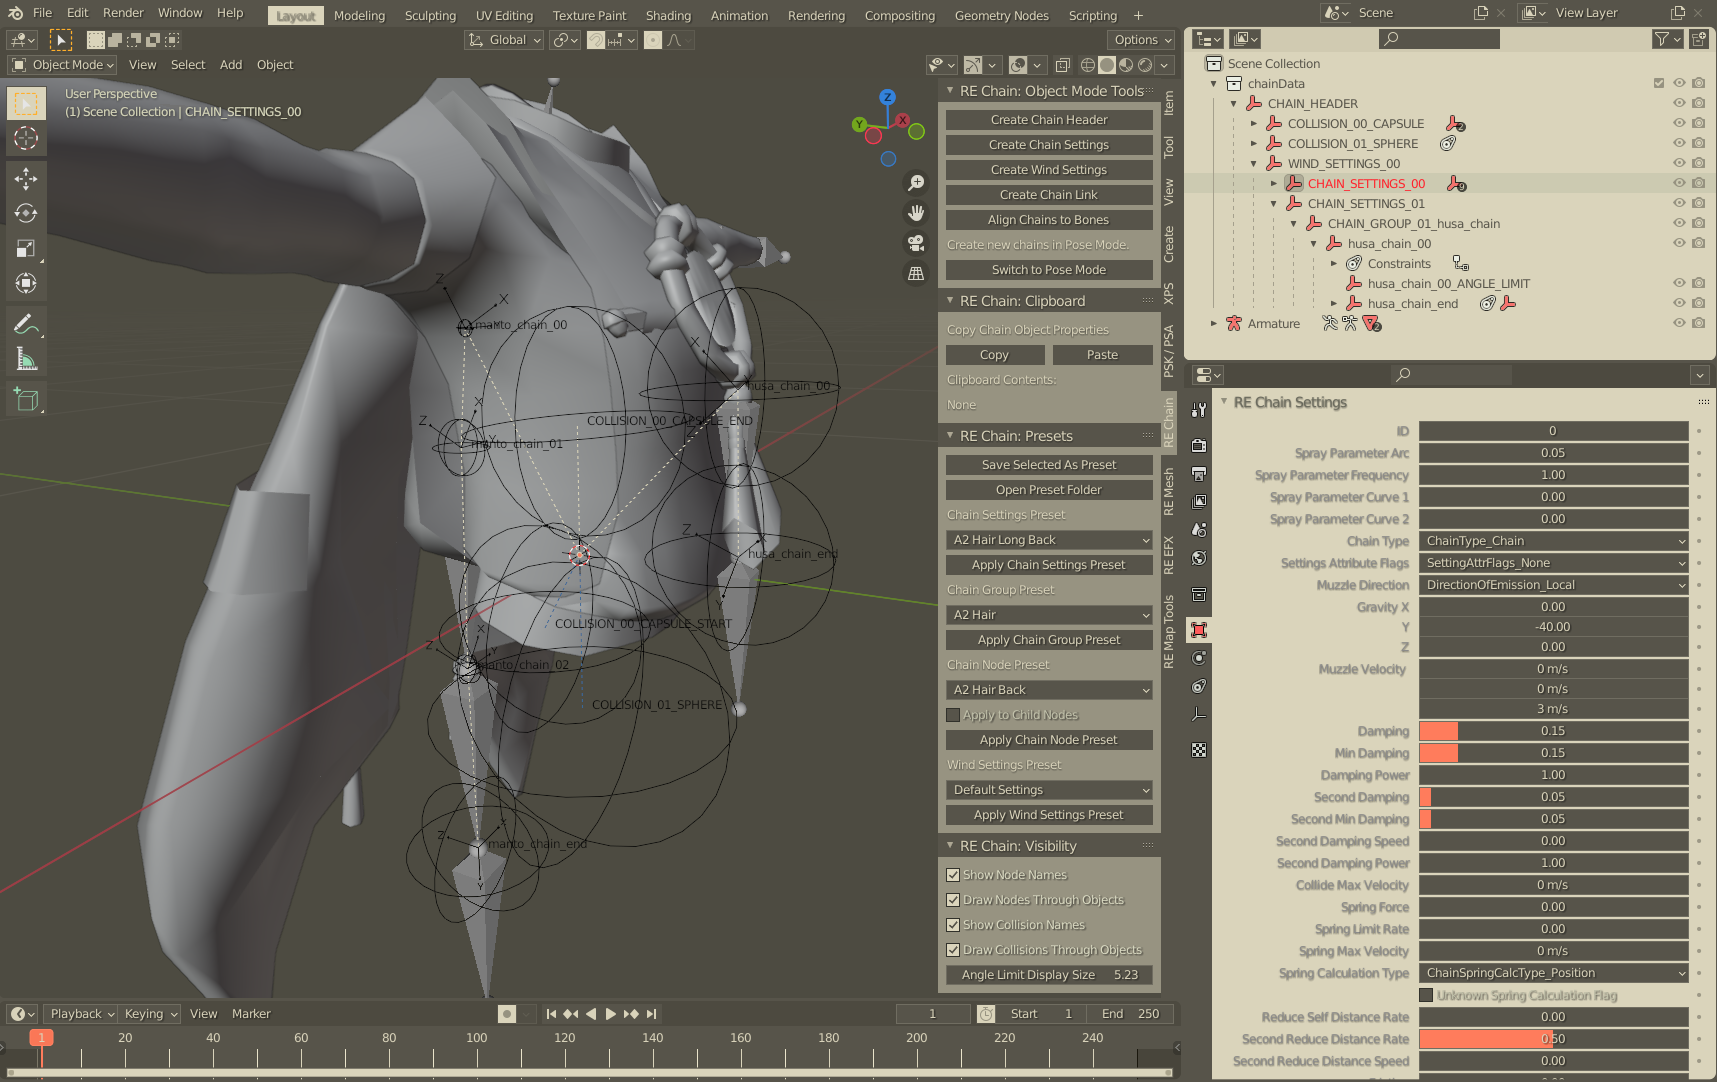 File Edit Render Window Help Layout Modeling Sculpting UV Editing Texture Paint Shading Animation Rendering Compositing Geometry Nodes Scripting +
Scene
View Layer
Global
Options
Object Mode View Select Add Object
User Perspective
(1) Scene Collection | CHAIN_SETTINGS_00
Z
Y
X
Z
X
manto_chain_00
X
husa_chain_00
Z
X
manto_chain_01
COLLISION_00_CAPSULE_END
Z
husa_chain_end
Y
COLLISION_00_CAPSULE_START
Z
X
Y
manto_chain_02
COLLISION_01_SPHERE
Z
manto_chain_end
Y
RE Chain: Object Mode Tools
Create Chain Header
Create Chain Settings
Create Wind Settings
Create Chain Link
Align Chains to Bones
Create new chains in Pose Mode.
Switch to Pose Mode
RE Chain: Clipboard
Copy Chain Object Properties
Copy Paste
Clipboard Contents:
None
RE Chain: Presets
Save Selected As Preset
Open Preset Folder
Chain Settings Preset
A2 Hair Long Back
Apply Chain Settings Preset
Chain Group Preset
A2 Hair
Apply Chain Group Preset
Chain Node Preset
A2 Hair Back
Apply to Child Nodes
Apply Chain Node Preset
Wind Settings Preset
Default Settings
Apply Wind Settings Preset
RE Chain: Visibility
Show Node Names
Draw Nodes Through Objects
Show Collision Names
Draw Collisions Through Objects
Angle Limit Display Size 5.23
Item
Tool
View
Create
XPS
PSK / PSA
RE Chain
RE Mesh
RE EFX
RE Map Tools
Scene Collection
chainData
CHAIN_HEADER
COLLISION_00_CAPSULE 2
COLLISION_01_SPHERE
WIND_SETTINGS_00
CHAIN_SETTINGS_00 9
CHAIN_SETTINGS_01
CHAIN_GROUP_01_husa_chain
husa_chain_00
Constraints
husa_chain_00_ANGLE_LIMIT
husa_chain_end
Armature 2
RE Chain Settings
ID 0
Spray Parameter Arc 0.05
Spray Parameter Frequency 1.00
Spray Parameter Curve 1 0.00
Spray Parameter Curve 2 0.00
Chain Type ChainType_Chain
Settings Attribute Flags SettingAttrFlags_None
Muzzle Direction DirectionOfEmission_Local
Gravity X 0.00
Y -40.00
Z 0.00
Muzzle Velocity 0 m/s
0 m/s
3 m/s
Damping 0.15
Min Damping 0.15
Damping Power 1.00
Second Damping 0.05
Second Min Damping 0.05
Second Damping Speed 0.00
Second Damping Power 1.00
Collide Max Velocity 0 m/s
Spring Force 0.00
Spring Limit Rate 0.00
Spring Max Velocity 0 m/s
Spring Calculation Type ChainSpringCalcType_Position
Unknown Spring Calculation Flag
Reduce Self Distance Rate 0.00
Second Reduce Distance Rate 0.50
Second Reduce Distance Speed 0.00
Playback Keying View Marker
1 Start 1 End 250
1 20 40 60 80 100 120 140 160 180 200 220 240